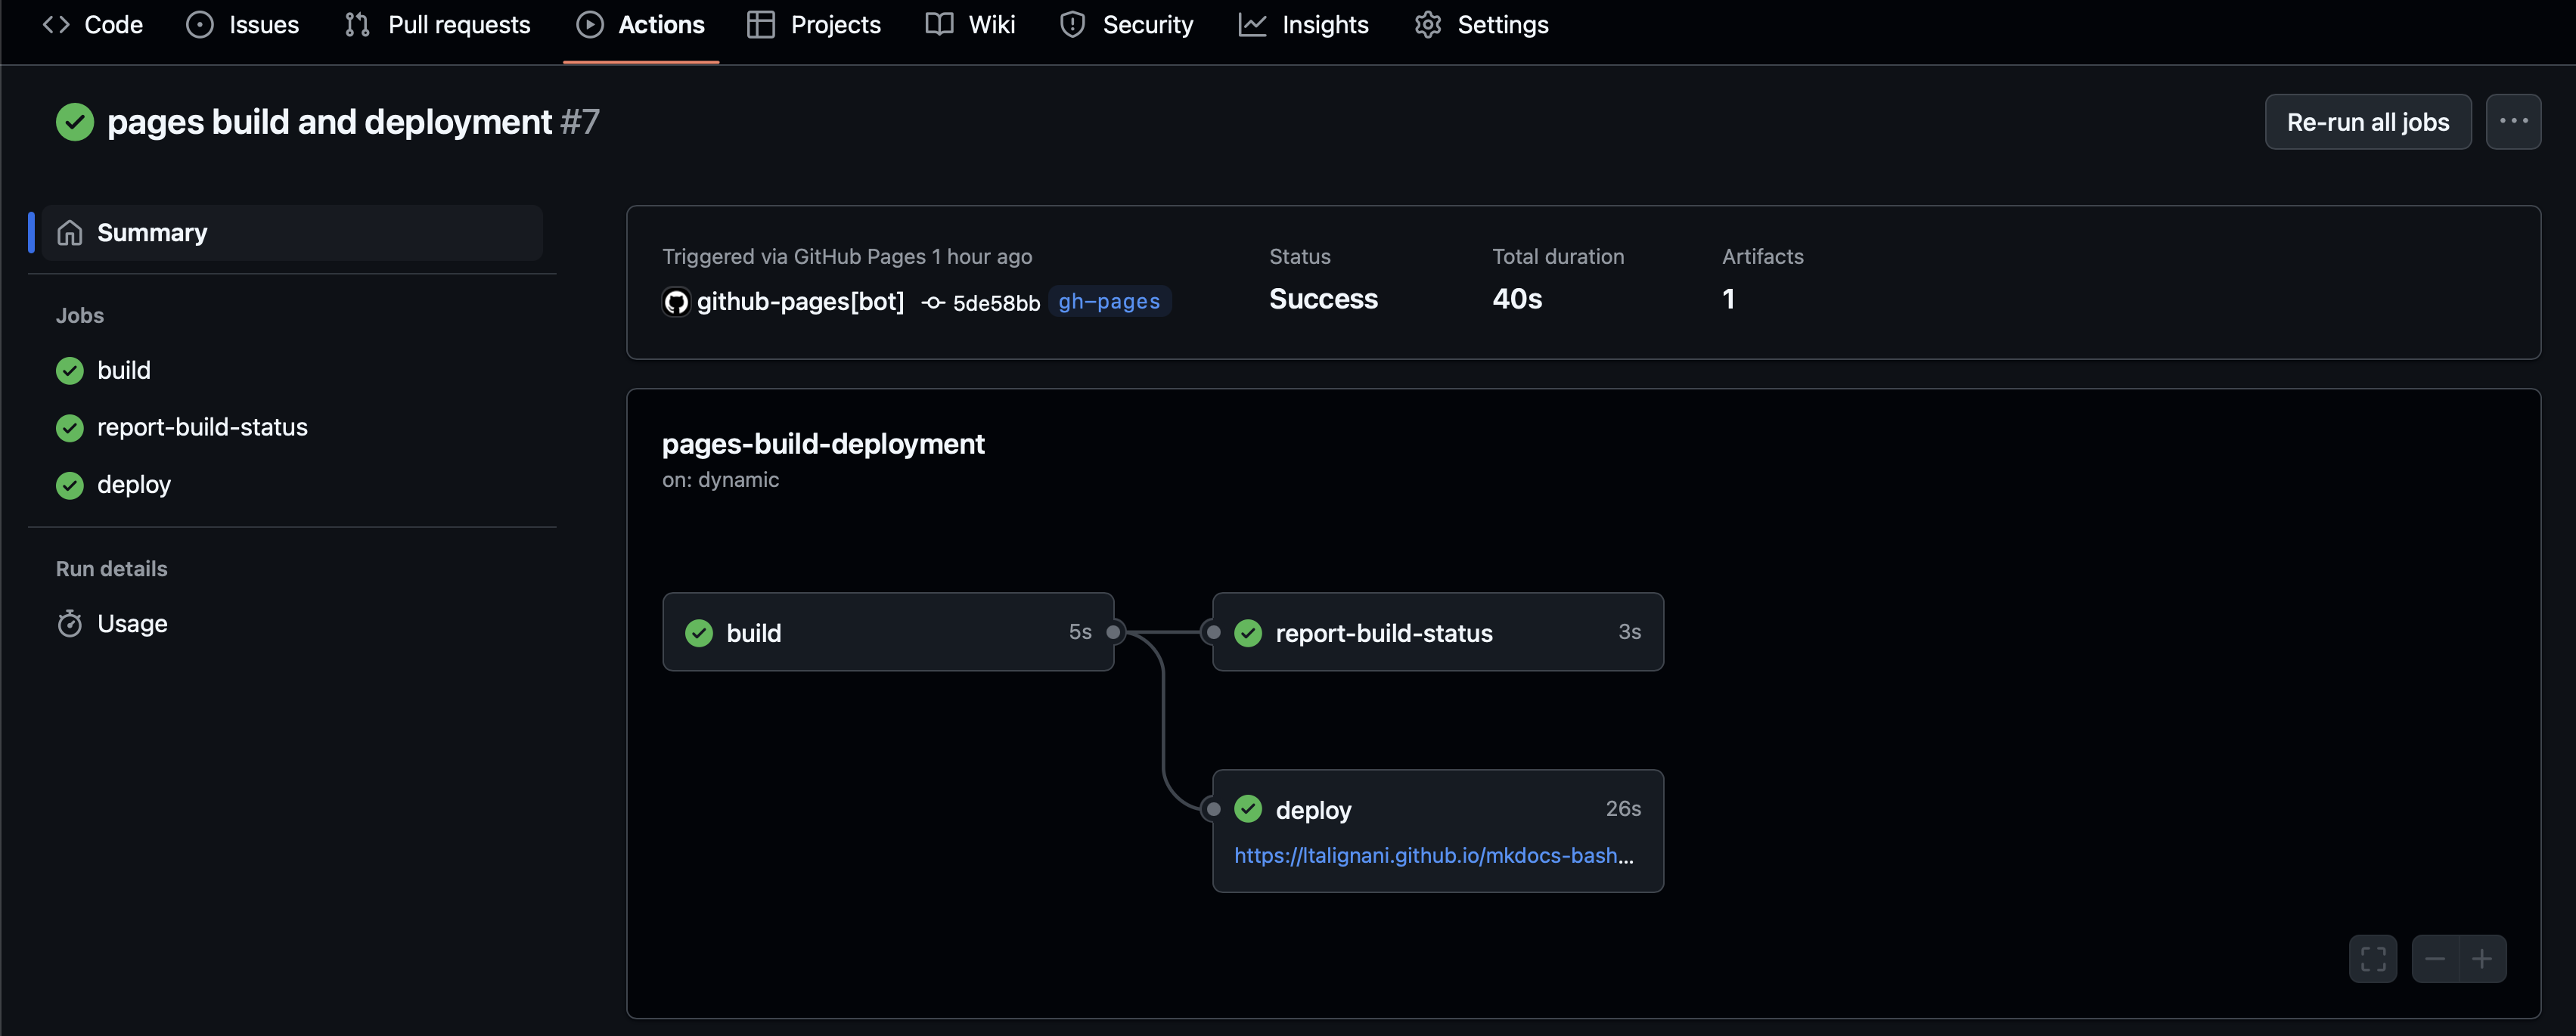 Code Issues Pull requests Actions Projects Wiki Security Insights Settings
pages build and deployment #7
Re-run all jobs
Summary
Jobs
build
report-build-status
deploy
Run details
Usage
Triggered via GitHub Pages 1 hour ago
github-pages[bot] 5de58bb gh-pages
Status
Success
Total duration
40s
Artifacts
1
pages-build-deployment
on: dynamic
build 5s
report-build-status 3s
deploy 26s
https://ltalignani.github.io/mkdocs-bash...